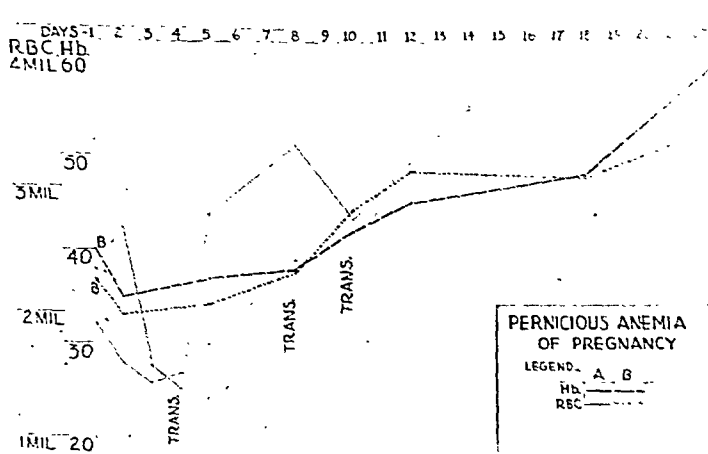 DAYS-1 2 3 4 5 6 7 8 9 10 11 12 13 14 15 16 17 18 19 20
RBC Hb.
4MIL 60
50
3MIL
40
B
B
2MIL
30
1MIL 20
TRANS.
TRANS.
TRANS.
PERNICIOUS ANEMIA
OF PREGNANCY
LEGEND- A B
Hb.
RBC